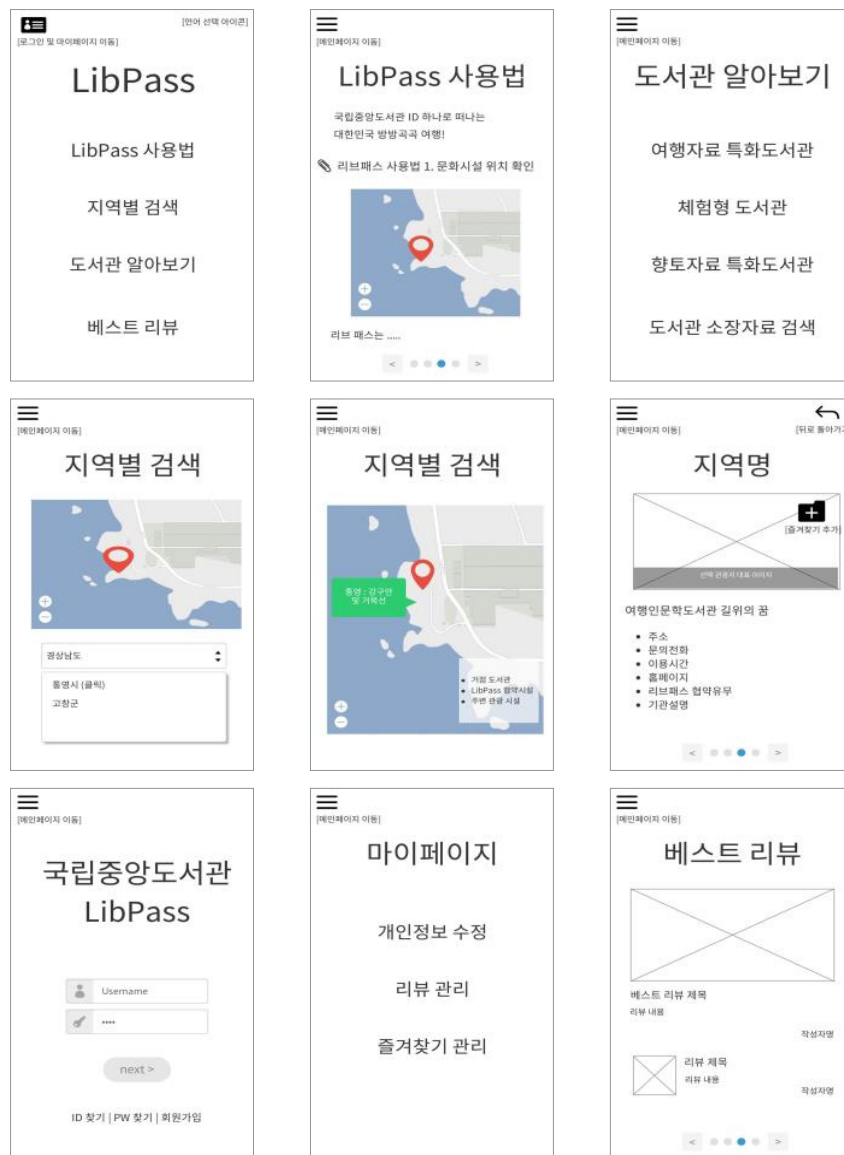 [언어 선택 아이콘]
[로그인 및 마이페이지 이동]
LibPass
LibPass 사용법
지역별 검색
도서관 알아보기
베스트 리뷰
[메인페이지 이동]
LibPass 사용법
국립중앙도서관 ID 하나로 떠나는
대한민국 방방곡곡 여행!
리브패스 사용법 1. 문화시설 위치 확인
리브 패스는 .....
< >
[메인페이지 이동]
도서관 알아보기
여행자료 특화도서관
체험형 도서관
향토자료 특화도서관
도서관 소장자료 검색
[메인페이지 이동]
지역별 검색
경상남도
통영시 (클릭)
고창군
[메인페이지 이동]
지역별 검색
통영 : 강구안
및 거북선
거점 도서관
LibPass 협약시설
주변 관광 시설
[메인페이지 이동]
[뒤로 돌아가기
지역명
[즐겨찾기 추가]
선택 관광지 대표 이미지
여행인문학도서관 길위의 꿈
주소
문의전화
이용시간
홈페이지
리브패스 협약유무
기관설명
< >
[메인페이지 이동]
국립중앙도서관
LibPass
Username
••••
next >
ID 찾기 | PW 찾기 | 회원가입
[메인페이지 이동]
마이페이지
개인정보 수정
리뷰 관리
즐겨찾기 관리
[메인페이지 이동]
베스트 리뷰
베스트 리뷰 제목
리뷰 내용
작성자명
리뷰 제목
리뷰 내용
작성자명
< >